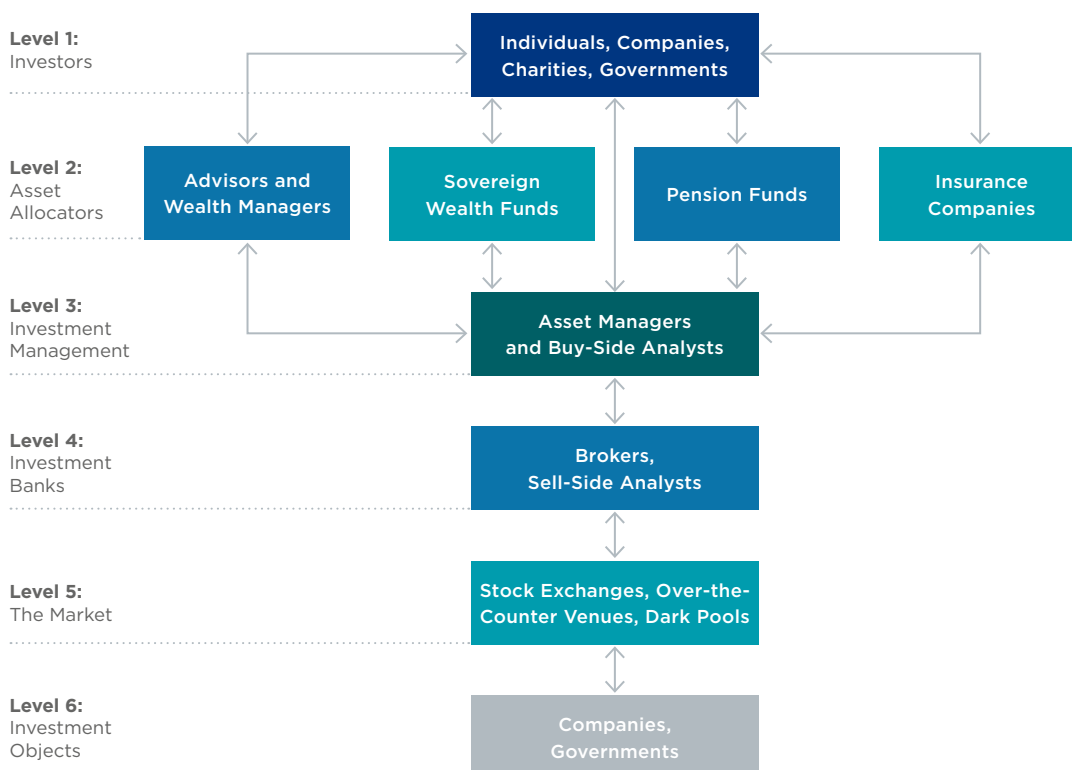 Level 1:
Investors
Individuals, Companies,
Charities, Governments
Level 2:
Asset
Allocators
Advisors and
Wealth Managers
Sovereign
Wealth Funds
Pension Funds
Insurance
Companies
Level 3:
Investment
Management
Asset Managers
and Buy-Side Analysts
Level 4:
Investment
Banks
Brokers,
Sell-Side Analysts
Level 5:
The Market
Stock Exchanges, Over-the-
Counter Venues, Dark Pools
Level 6:
Investment
Objects
Companies,
Governments